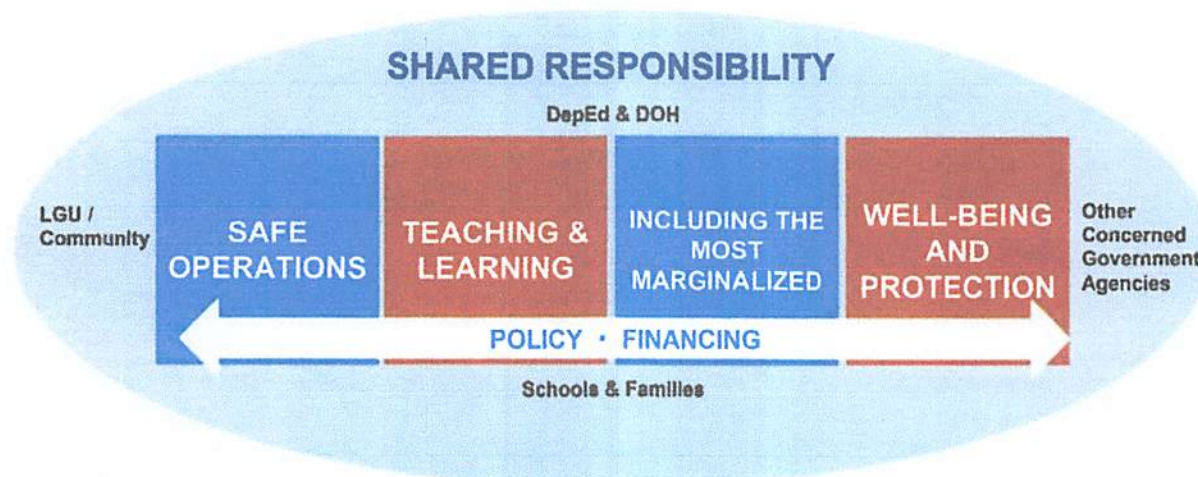 SHARED RESPONSIBILITY
DepEd & DOH
LGU /
Community
SAFE
OPERATIONS
TEACHING &
LEARNING
INCLUDING THE
MOST
MARGINALIZED
WELL-BEING
AND
PROTECTION
Other
Concerned
Government
Agencies
POLICY · FINANCING
Schools & Families